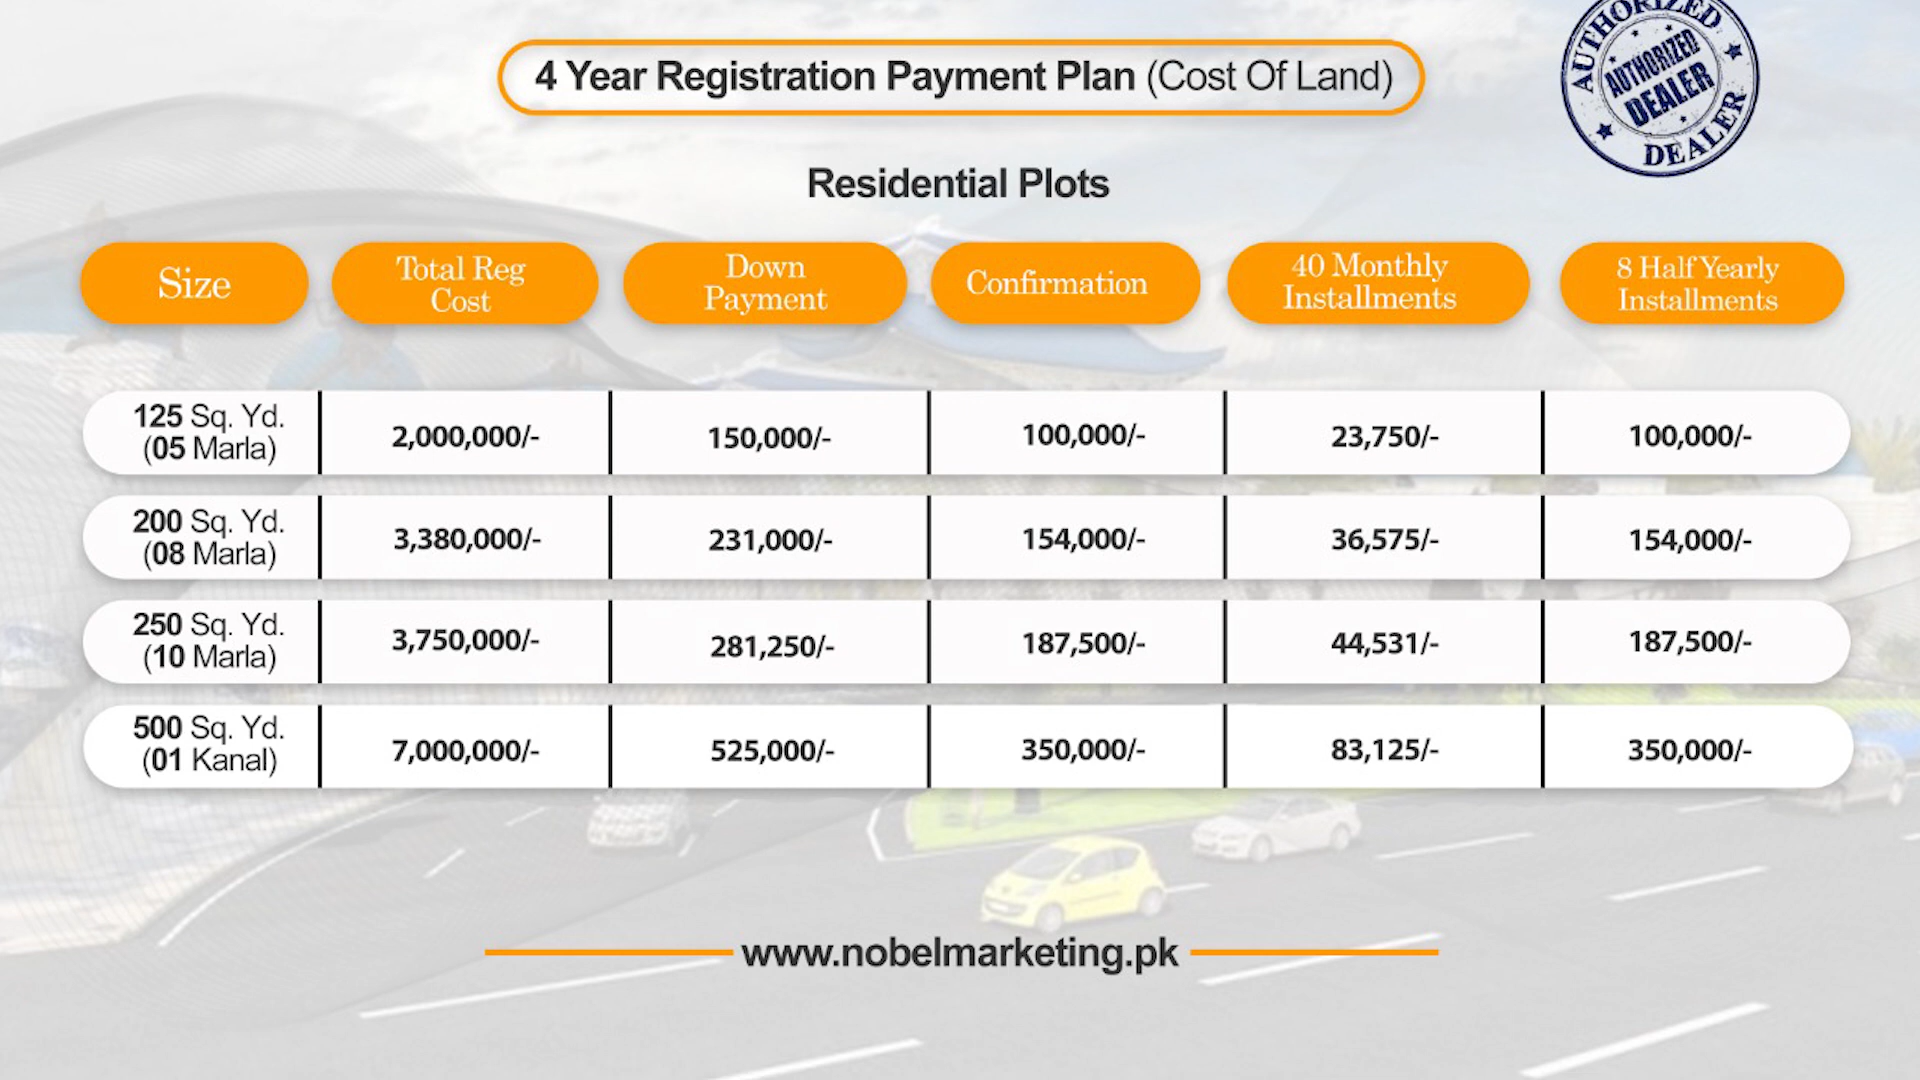 4 Year Registration Payment Plan (Cost Of Land)
AUTHORIZED
AUTHORIZED
DEALER
DEALER
Residential Plots
Size
Total Reg
Cost
Down
Payment
Confirmation
40 Monthly
Installments
8 Half Yearly
Installments
125 Sq. Yd.
(05 Marla)
2,000,000/-
150,000/-
100,000/-
23,750/-
100,000/-
200 Sq. Yd.
(08 Marla)
3,380,000/-
231,000/-
154,000/-
36,575/-
154,000/-
250 Sq. Yd.
(10 Marla)
3,750,000/-
281,250/-
187,500/-
44,531/-
187,500/-
500 Sq. Yd.
(01 Kanal)
7,000,000/-
525,000/-
350,000/-
83,125/-
350,000/-
www.nobelmarketing.pk